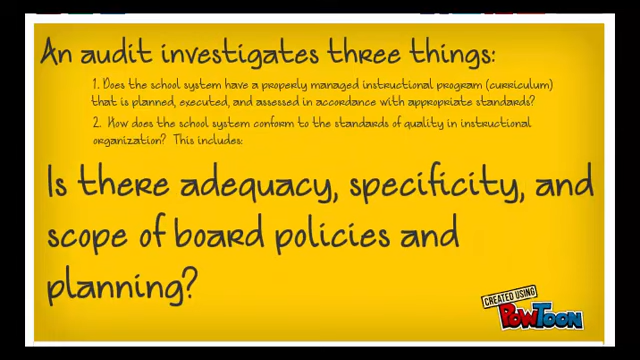 An audit investigates three things:
1. Does the school system have a properly managed instructional program (curriculum)
that is planned, executed, and assessed in accordance with appropriate standards?
2. How does the school system conform to the standards of quality in instructional
organization? This includes:
Is there adequacy, specificity, and
scope of board policies and
planning?
CREATED USING
POWTOON